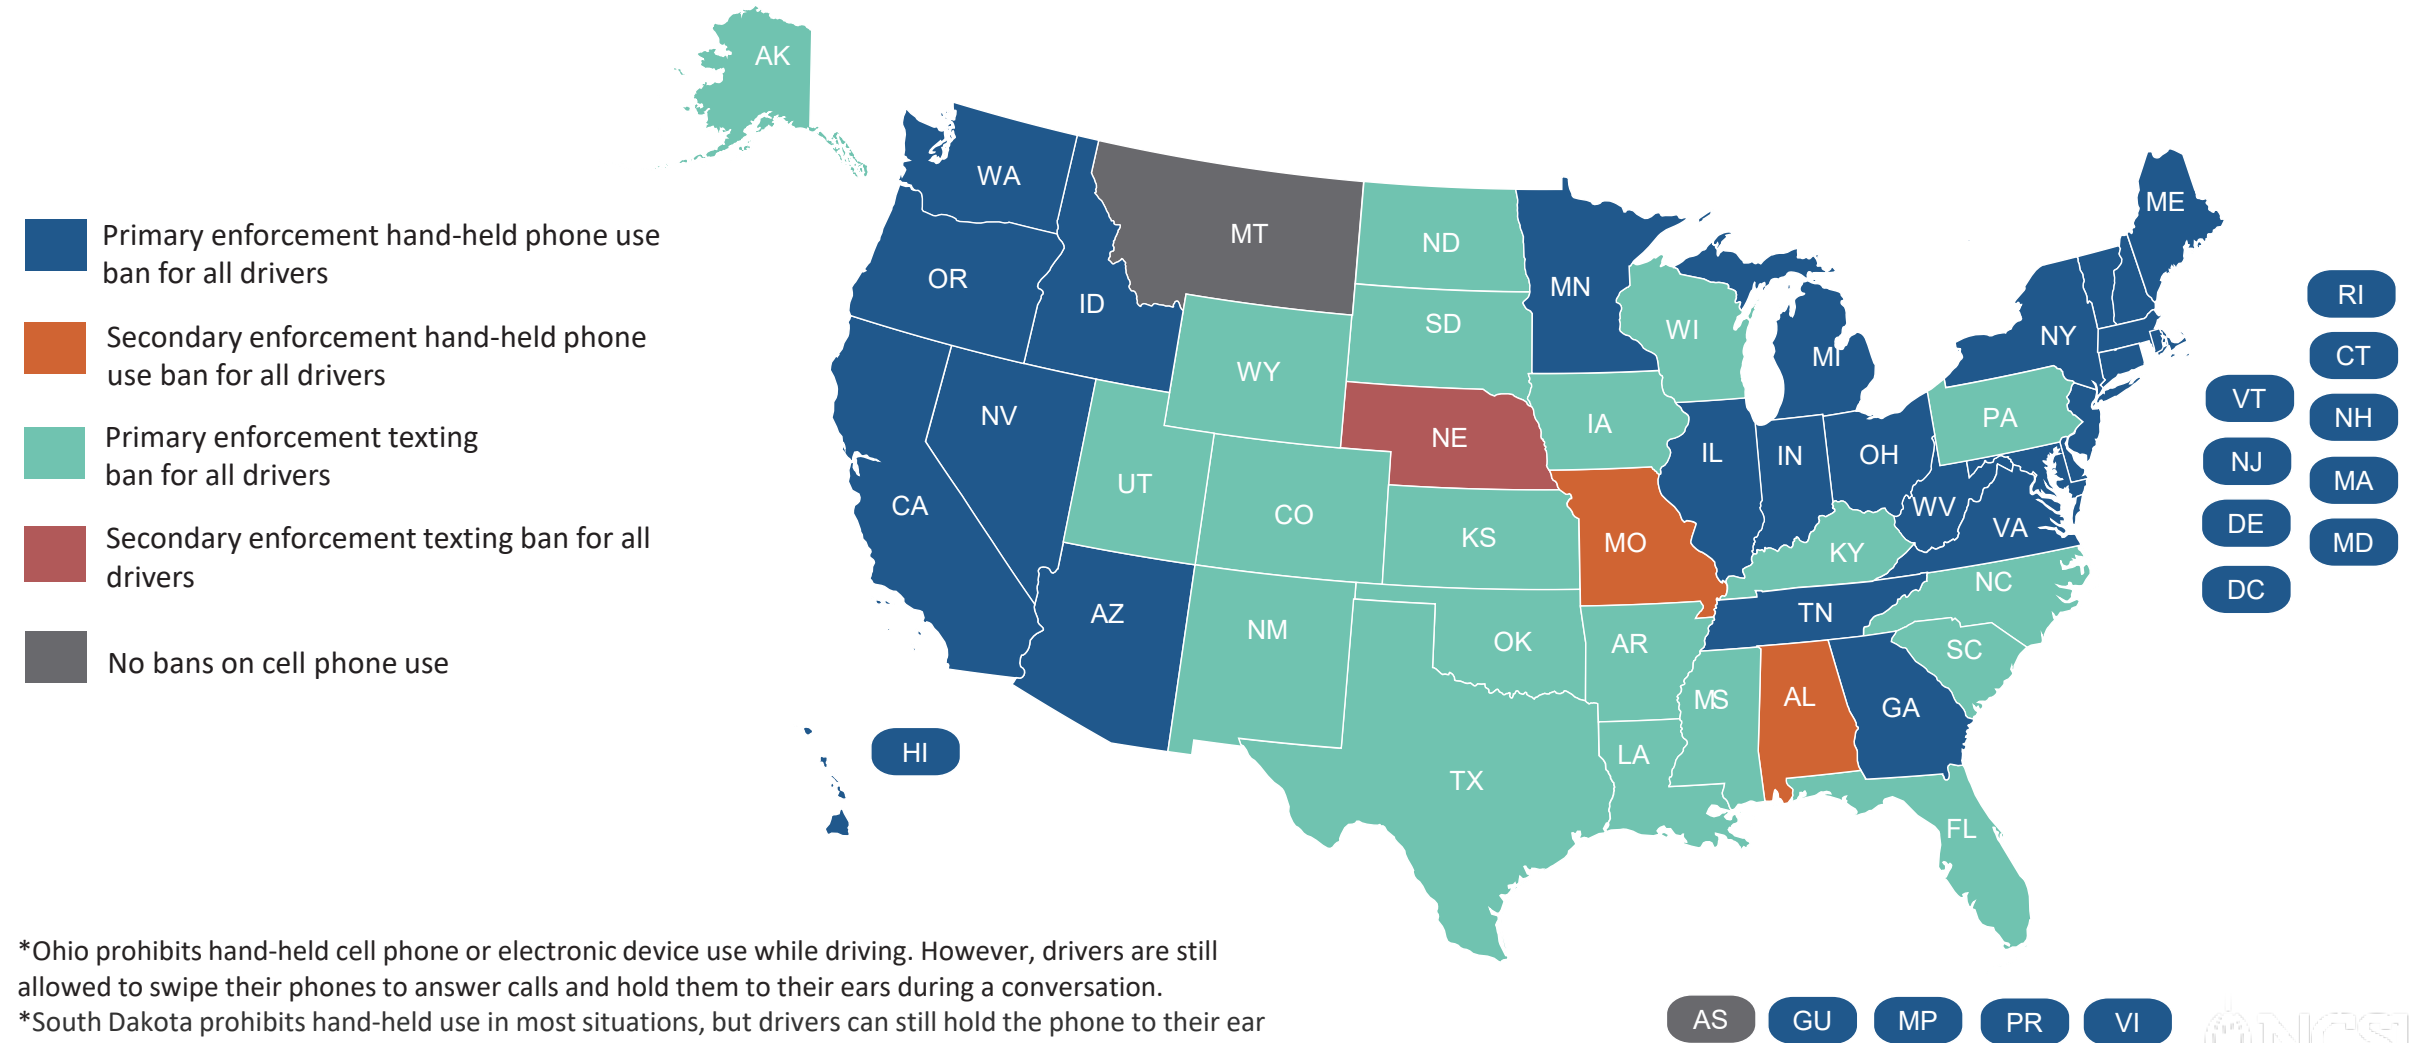 AK
WA
MT
ND
ME
OR
ID
MN
SD
WI
NY
MI
WY
RI
CT
VT
NH
NJ
MA
DE
MD
DC
Primary enforcement hand-held phone use
ban for all drivers
Secondary enforcement hand-held phone
use ban for all drivers
Primary enforcement texting
ban for all drivers
Secondary enforcement texting ban for all
drivers
No bans on cell phone use
NV
NE
IA
PA
IL
IN
OH
UT
CO
KS
MO
WV
VA
KY
CA
AZ
NM
OK
AR
TN
NC
SC
MS
AL
GA
LA
TX
FL
HI
*Ohio prohibits hand-held cell phone or electronic device use while driving. However, drivers are still
allowed to swipe their phones to answer calls and hold them to their ears during a conversation.
*South Dakota prohibits hand-held use in most situations, but drivers can still hold the phone to their ear
AS
GU
MP
PR
VI
NCSL